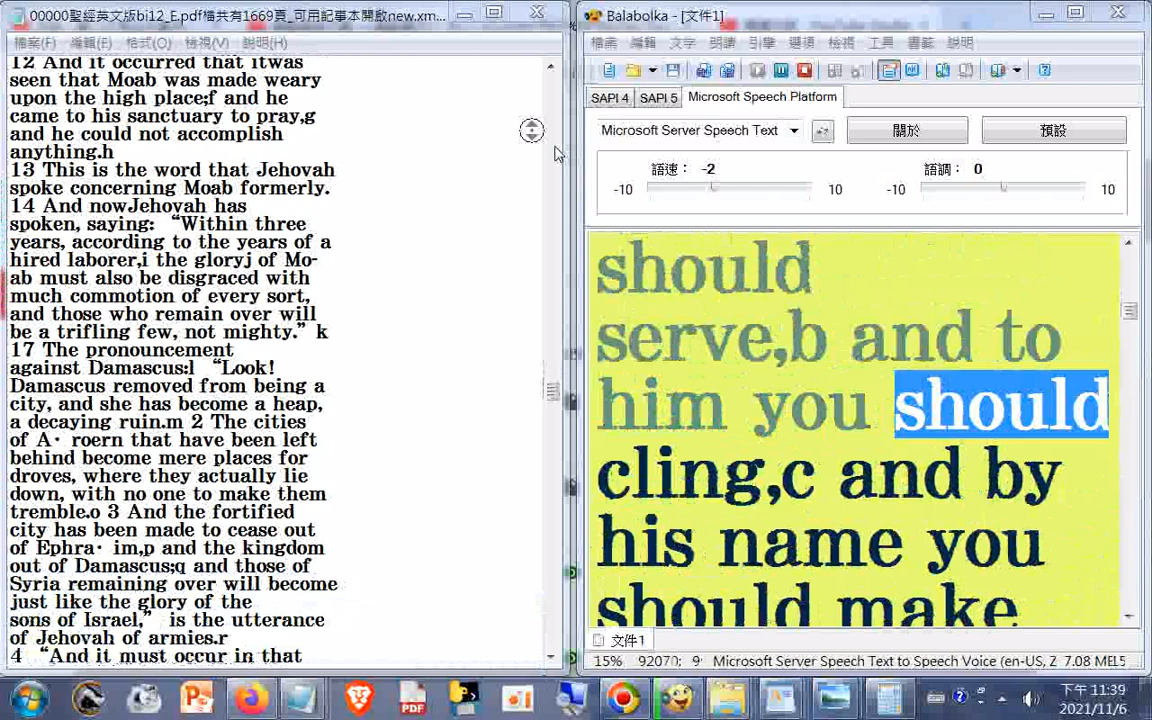 00000聖經英文版bi12_E.pdf檔共有1669頁_可用記事本開啟new.xm...
檔案(F) 編輯(E) 格式(O) 檢視(V) 說明(H)
12 And it occurred that itwas
seen that Moab was made weary
upon the high place;f and he
came to his sanctuary to pray,g
and he could not accomplish
anything.h
13 This is the word that Jehovah
spoke concerning Moab formerly.
14 And nowJehovah has
spoken, saying: “Within three
years, according to the years of a
hired laborer,i the gloryj of Mo-
ab must also be disgraced with
much commotion of every sort,
and those who remain over will
be a trifling few, not mighty.” k
17 The pronouncement
against Damascus:l “Look!
Damascus removed from being a
city, and she has become a heap,
a decaying ruin.m 2 The cities
of A· roern that have been left
behind become mere places for
droves, where they actually lie
down, with no one to make them
tremble.o 3 And the fortified
city has been made to cease out
of Ephra· im,p and the kingdom
out of Damascus;q and those of
Syria remaining over will become
just like the glory of the
sons of Israel,” is the utterance
of Jehovah of armies.r
4 “And it must occur in that
Balabolka - [文件1]
檔案 編輯 文字 朗讀 引擎 選項 檢視 工具 書籤 說明
SAPI 4 SAPI 5 Microsoft Speech Platform
Microsoft Server Speech Text 關於 預設
語速： -2 語調： 0
-10 10 -10 10
should
serve,b and to
him you should
cling,c and by
his name you
should make
文件1
15% 92070; 9 Microsoft Server Speech Text to Speech Voice (en-US, Z 7.08 MB
下午 11:39
2021/11/6